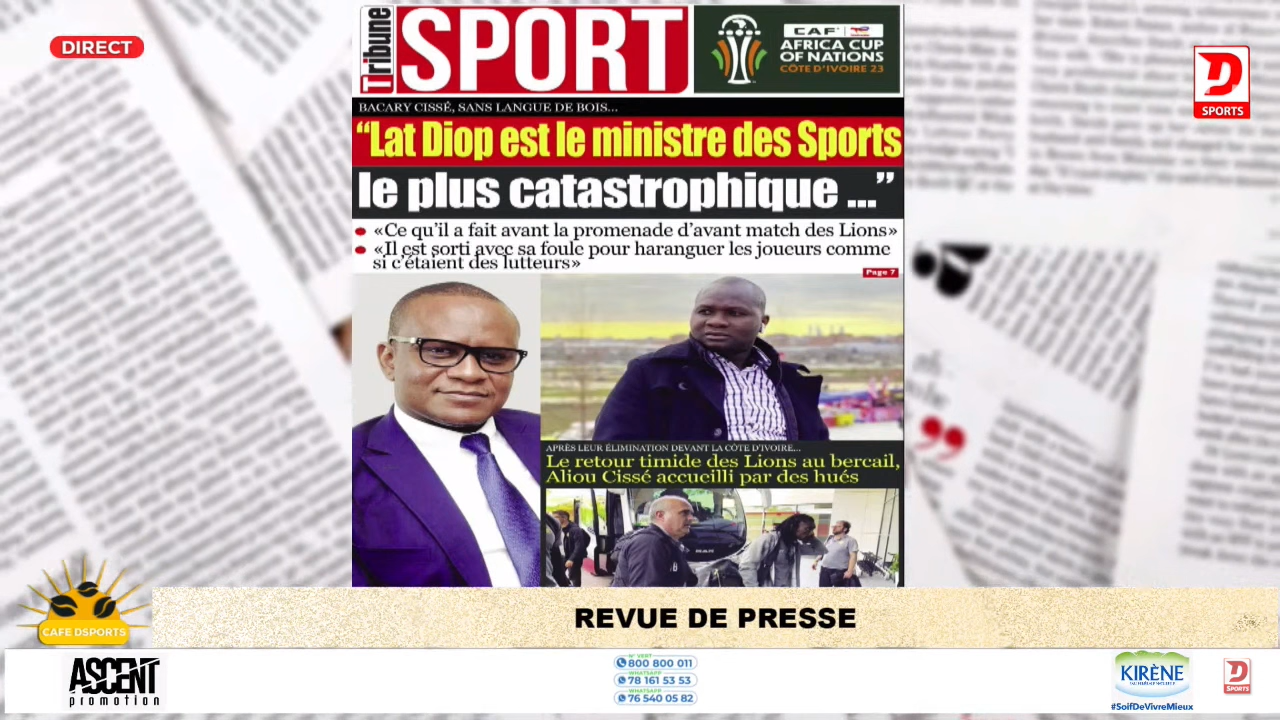 DIRECT
Tribune
SPORT
CAF
AFRICA CUP
OF NATIONS
CÔTE D'IVOIRE 23
D
SPORTS
BACARY CISSÉ, SANS LANGUE DE BOIS...
“Lat Diop est le ministre des Sports
le plus catastrophique ...”
«Ce qu'il a fait avant la promenade d'avant match des Lions»
«Il est sorti avec sa foule pour haranguer les joueurs comme
si c'étaient des lutteurs»
Page 7
APRÈS LEUR ÉLIMINATION DEVANT LA CÔTE D'IVOIRE...
Le retour timide des Lions au bercail,
Aliou Cissé accueilli par des hués
MAN
CAFE DSPORTS
REVUE DE PRESSE
ASCENT
promotion
N° VERT
800 800 011
WHATSAPP
78 161 53 53
WHATSAPP
76 540 05 82
KIRÈNE
#SoifDeVivreMieux
D
SPORTS